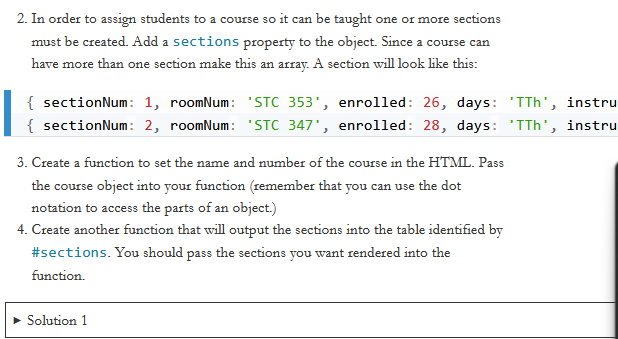 2. In order to assign students to a course so it can be taught one or more sections
must be created. Add a sections property to the object. Since a course can
have more than one section make this an array. A section will look like this:
{ sectionNum: 1, roomNum: 'STC 353', enrolled: 26, days: 'TTh', instru
{ sectionNum: 2, roomNum: 'STC 347', enrolled: 28, days: 'TTh', instru
3. Create a function to set the name and number of the course in the HTML. Pass
the course object into your function (remember that you can use the dot
notation to access the parts of an object.)
4. Create another function that will output the sections into the table identified by
#sections. You should pass the sections you want rendered into the
function.
► Solution 1